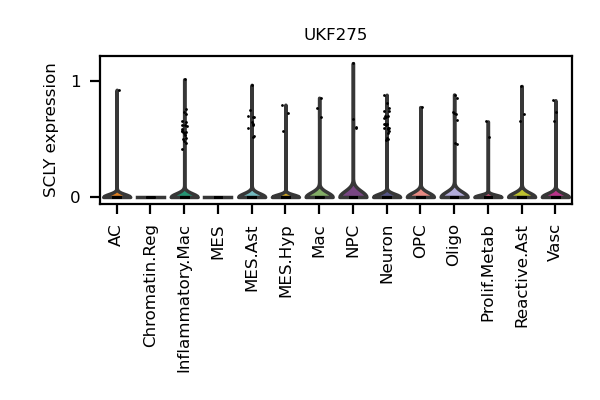 UKF275
SCLY expression
1
0
AC
Chromatin.Reg
Inflammatory.Mac
MES
MES.Ast
MES.Hyp
Mac
NPC
Neuron
OPC
Oligo
Prolif.Metab
Reactive.Ast
Vasc